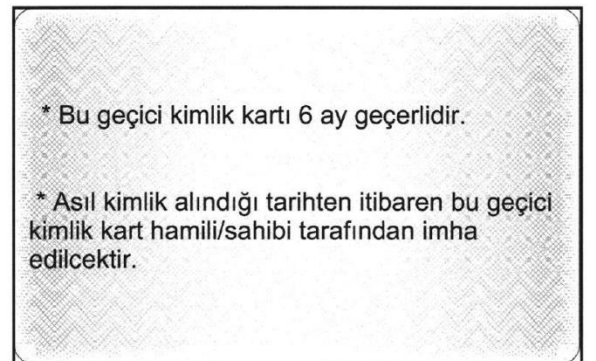 * Bu geçici kimlik kartı 6 ay geçerlidir.
* Asıl kimlik alındığı tarihten itibaren bu geçici
kimlik kart hamili/sahibi tarafından imha
edilcektir.